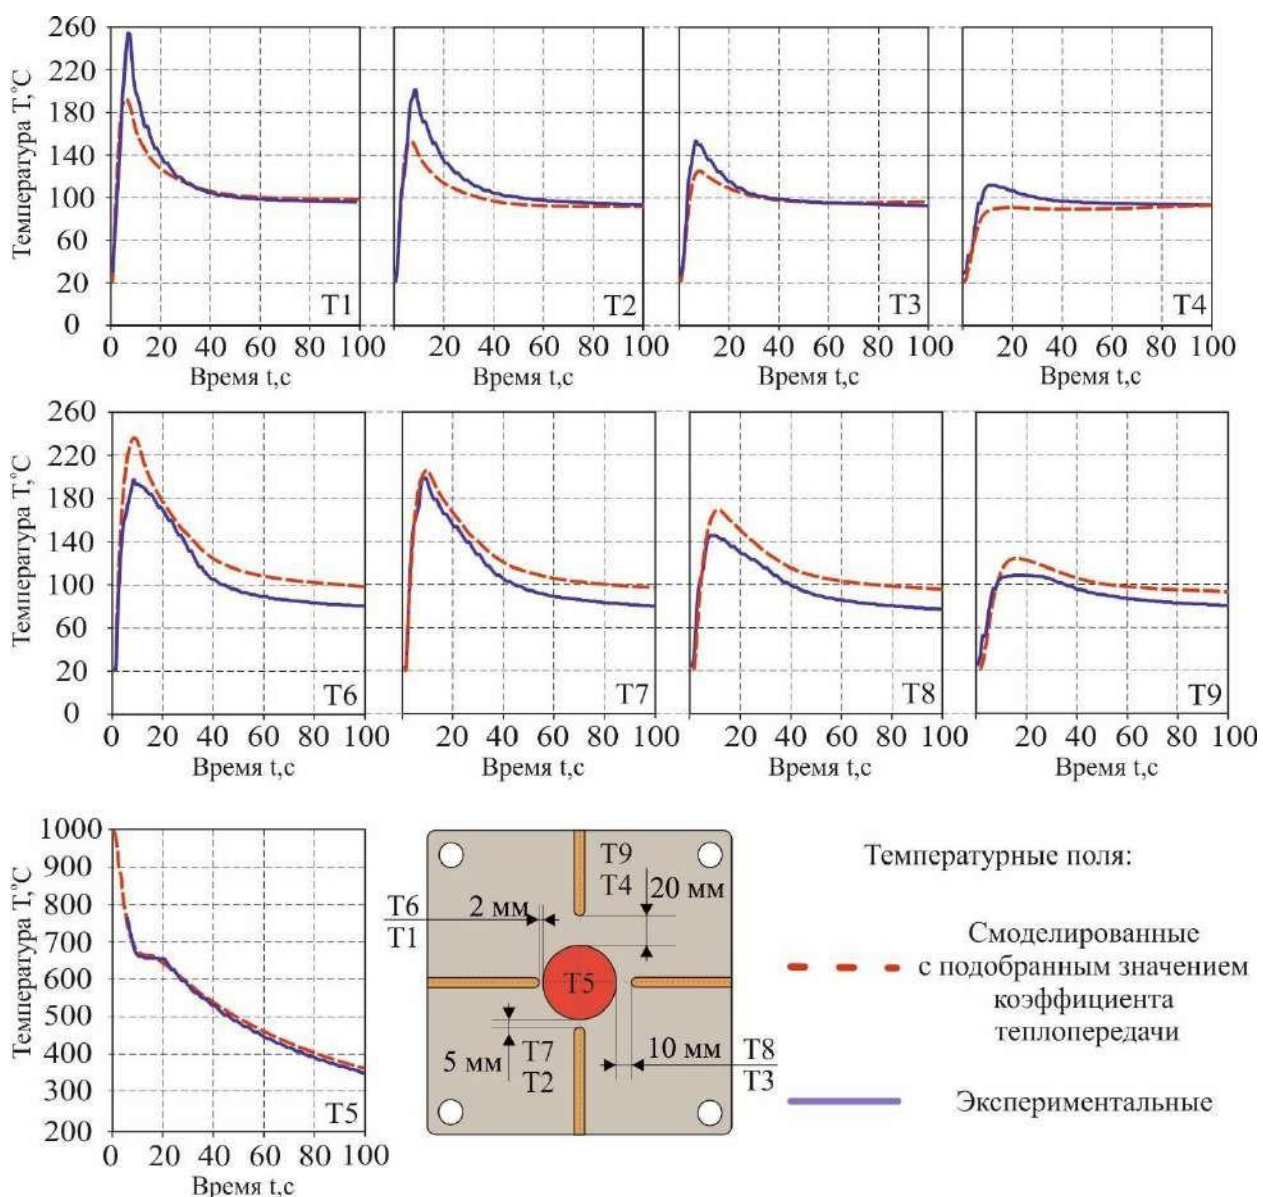 Температура T,°C
260
220
180
140
100
60
20
0
T1
T2
T3
T4
0 20 40 60 80 100
20 40 60 80 100
20 40 60 80 100
20 40 60 80 100
Время t,с
Время t,с
Время t,с
Время t,с
Температура T,°C
260
220
180
140
100
60
20
0
T6
T7
T8
T9
0 20 40 60 80 100
20 40 60 80 100
20 40 60 80 100
20 40 60 80 100
Время t,с
Время t,с
Время t,с
Время t,с
Температура T,°C
1000
900
800
700
600
500
400
300
200
T5
0 20 40 60 80 100
Время t,с
T9
T4
20 мм
T6
T1
2 мм
T5
5 мм
T7
T2
10 мм
T8
T3
Температурные поля:
Смоделированные
с подобранным значением
коэффициента
теплопередачи
Экспериментальные